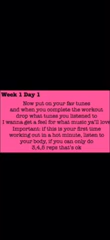 Week 1 Day 1
Now put on your fav tunes
and when you complete the workout
drop what tunes you listened to
I wanna get a feel for what music ya'll love
Important: if this is your first time
working out in a hot minute, listen to
your body, if you can only do
3,4,5 reps that's ok